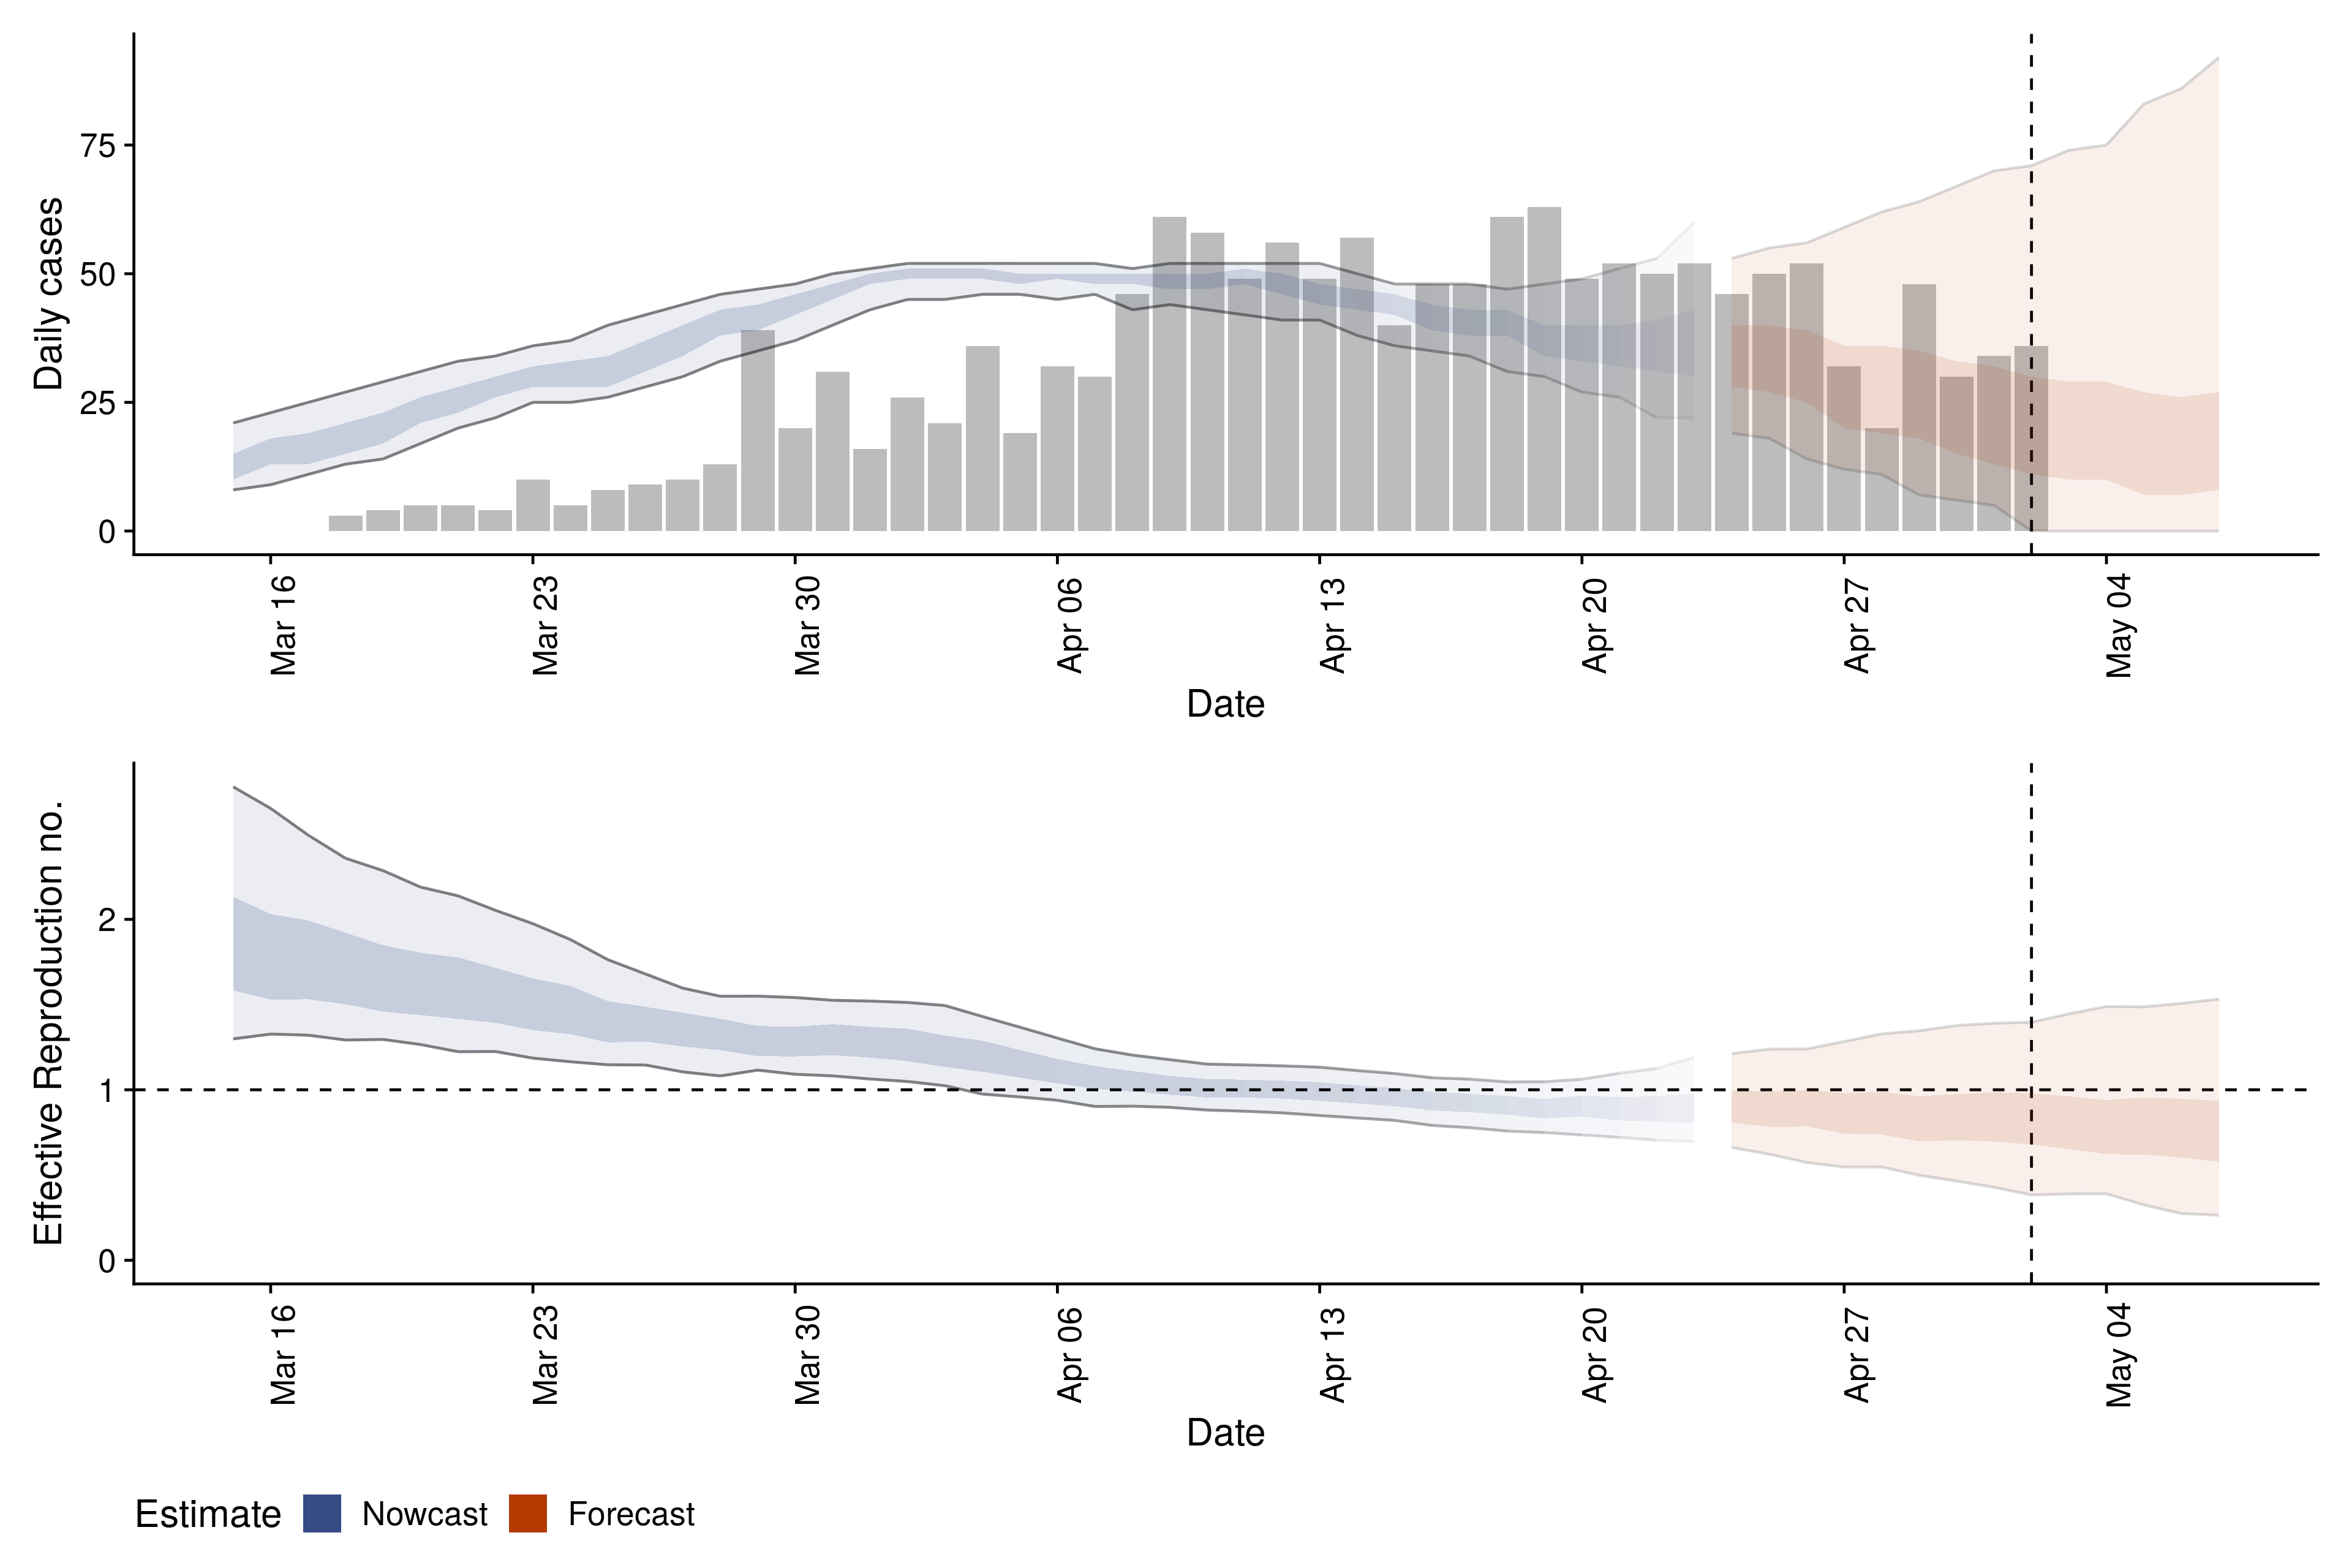 Daily cases
75
50
25
0
Mar 16
Mar 23
Mar 30
Apr 06
Apr 13
Apr 20
Apr 27
May 04
Date
Effective Reproduction no.
2
1
0
Mar 16
Mar 23
Mar 30
Apr 06
Apr 13
Apr 20
Apr 27
May 04
Date
Estimate Nowcast Forecast